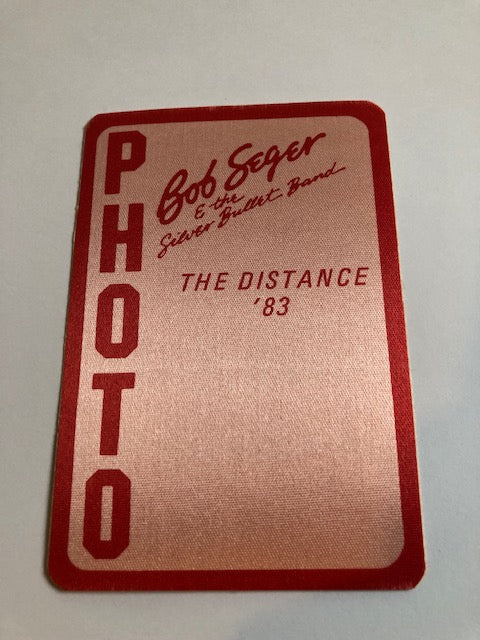 PHOTO
Bob Seger
& the
Silver Bullet Band
THE DISTANCE
'83